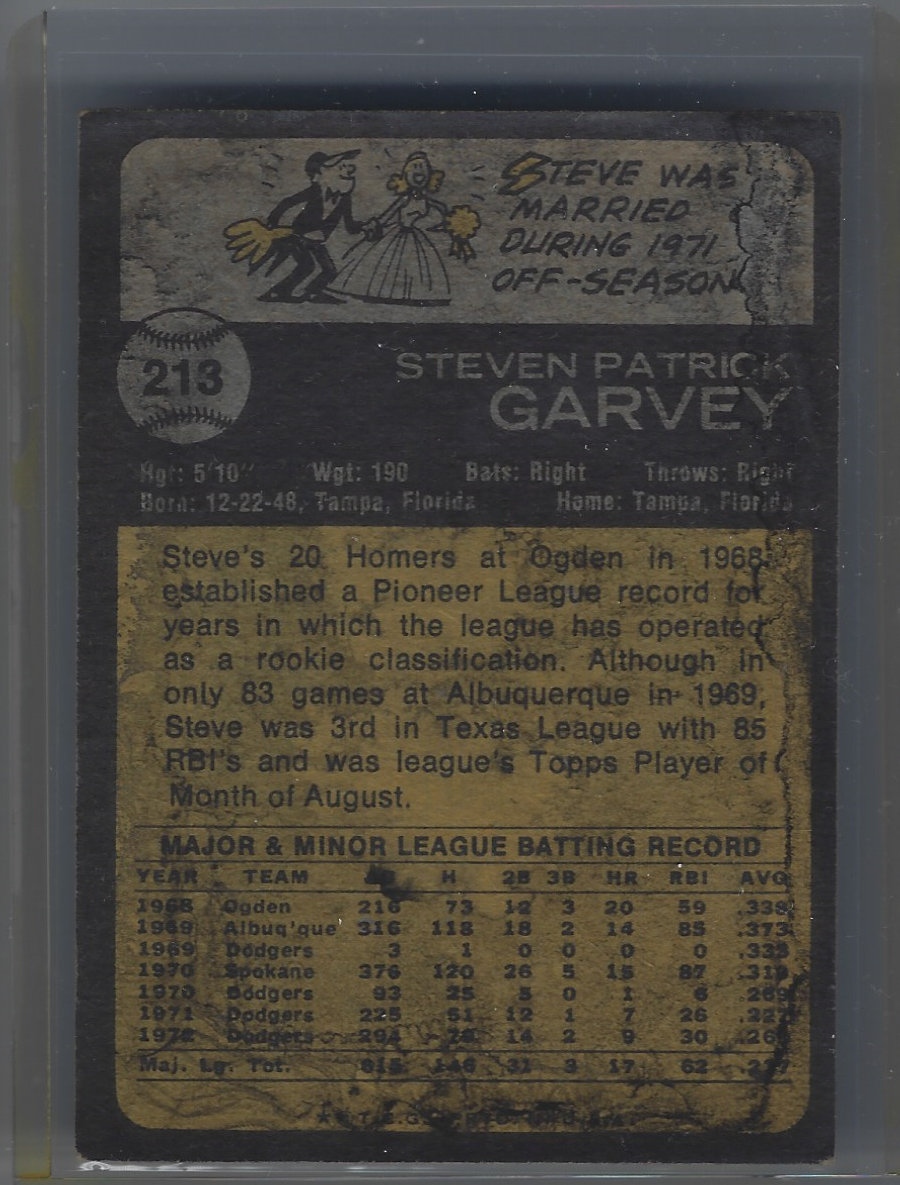 STEVE WAS
MARRIED
DURING 1971
OFF-SEASON
213
STEVEN PATRICK
GARVEY
Hgt: 5'10" Wgt: 190 Bats: Right Throws: Right
Born: 12-22-48, Tampa, Florida Home: Tampa, Florida
Steve's 20 Homers at Ogden in 1968
established a Pioneer League record for
years in which the league has operated
as a rookie classification. Although in
only 83 games at Albuquerque in 1969,
Steve was 3rd in Texas League with 85
RBI's and was league's Topps Player of
Month of August.
MAJOR & MINOR LEAGUE BATTING RECORD
YEAR TEAM H 2B 3B HR RBI AVG
1968 Ogden 216 73 12 3 20 59 .338
1969 Albuq'que 316 118 18 2 14 85 .373
1969 Dodgers 3 1 0 0 0 0 .333
1970 Spokane 376 120 26 5 15 87 .319
1970 Dodgers 93 25 5 0 1 6 .269
1971 Dodgers 225 51 12 1 7 26 .227
1972 Dodgers 294 14 2 9 30
Maj. Lg. Tot. 615 146 31 3 17 62